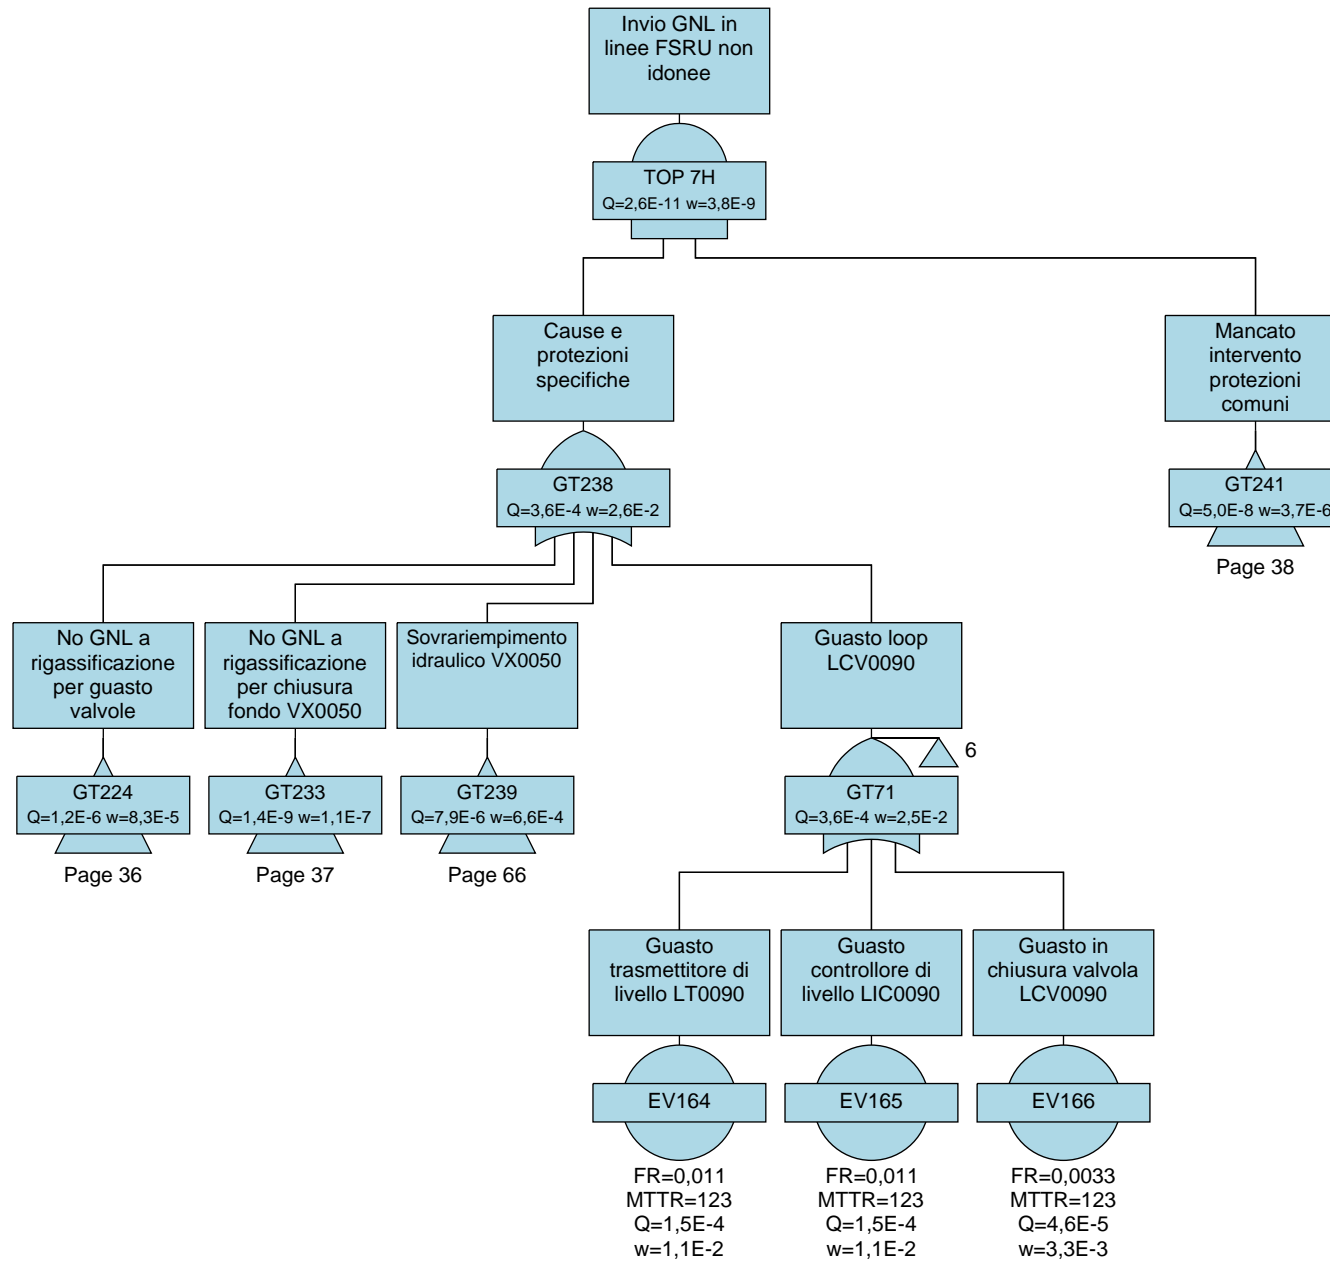 Invio GNL in
linee FSRU non
idonee
TOP 7H
Q=2,6E-11 w=3,8E-9
Cause e
protezioni
specifiche
Mancato
intervento
protezioni
comuni
GT238
Q=3,6E-4 w=2,6E-2
GT241
Q=5,0E-8 w=3,7E-6
Page 38
No GNL a
rigassificazione
per guasto
valvole
No GNL a
rigassificazione
per chiusura
fondo VX0050
Sovrariempimento
idraulico VX0050
Guasto loop
LCV0090
6
GT224
Q=1,2E-6 w=8,3E-5
Page 36
GT233
Q=1,4E-9 w=1,1E-7
Page 37
GT239
Q=7,9E-6 w=6,6E-4
Page 66
GT71
Q=3,6E-4 w=2,5E-2
Guasto
trasmettitore di
livello LT0090
Guasto
controllore di
livello LIC0090
Guasto in
chiusura valvola
LCV0090
EV164
FR=0,011
MTTR=123
Q=1,5E-4
w=1,1E-2
EV165
FR=0,011
MTTR=123
Q=1,5E-4
w=1,1E-2
EV166
FR=0,0033
MTTR=123
Q=4,6E-5
w=3,3E-3